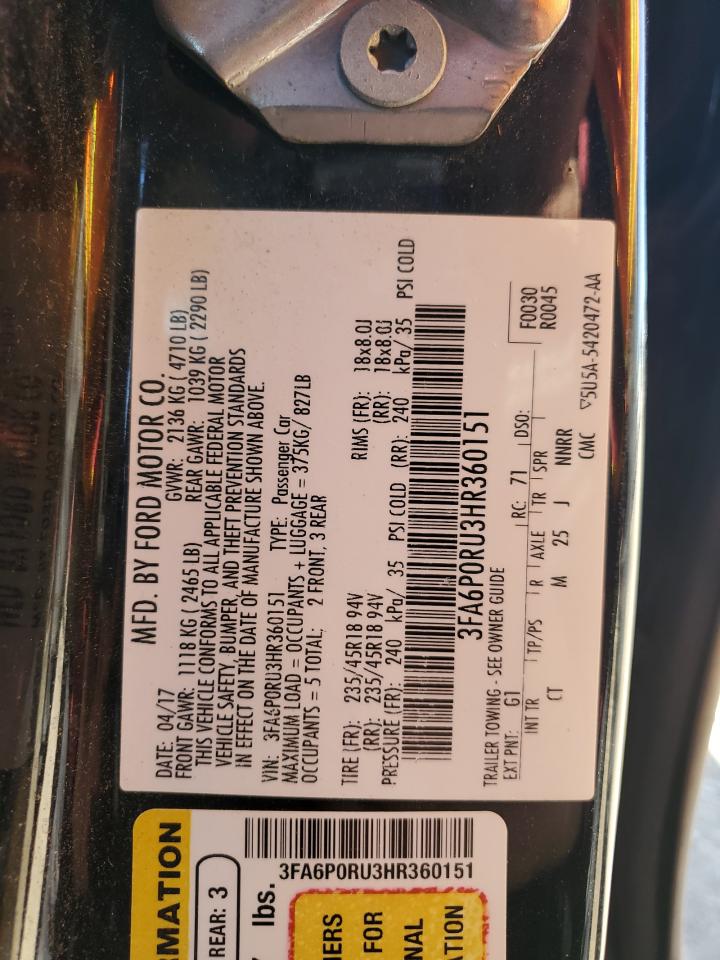 MFD. BY FORD MOTOR CO.
DATE: 04/17 GVWR: 2136 KG ( 4710 LB)
FRONT GAWR: 1118 KG ( 2465 LB) REAR GAWR: 1039 KG ( 2290 LB)
THIS VEHICLE CONFORMS TO ALL APPLICABLE FEDERAL MOTOR
VEHICLE SAFETY, BUMPER, AND THEFT PREVENTION STANDARDS
IN EFFECT ON THE DATE OF MANUFACTURE SHOWN ABOVE.
VIN: 3FA6P0RU3HR360151 TYPE: Passenger Car
MAXIMUM LOAD = OCCUPANTS + LUGGAGE = 375KG/ 827LB
OCCUPANTS = 5 TOTAL: 2 FRONT, 3 REAR
TIRE (FR): 235/45R18 94V RIMS (FR): 18x8.0J
(RR): 235/45R18 94V (RR): 18x8.0J
PRESSURE (FR): 240 kPa/ 35 PSI COLD (RR): 240 kPa/ 35 PSI COLD
3FA6P0RU3HR360151
TRAILER TOWING - SEE OWNER GUIDE
EXT PNT: G1 RC: 71 DSO: F0030
R0045
INT TR TP/PS R AXLE TR SPR
CT M 25 J NNRR
CMC ▽5U5A-5420472-AA
RMATION
REAR: 3
lbs.
3FA6P0RU3HR360151
NERS
FOR
NAL
ATION